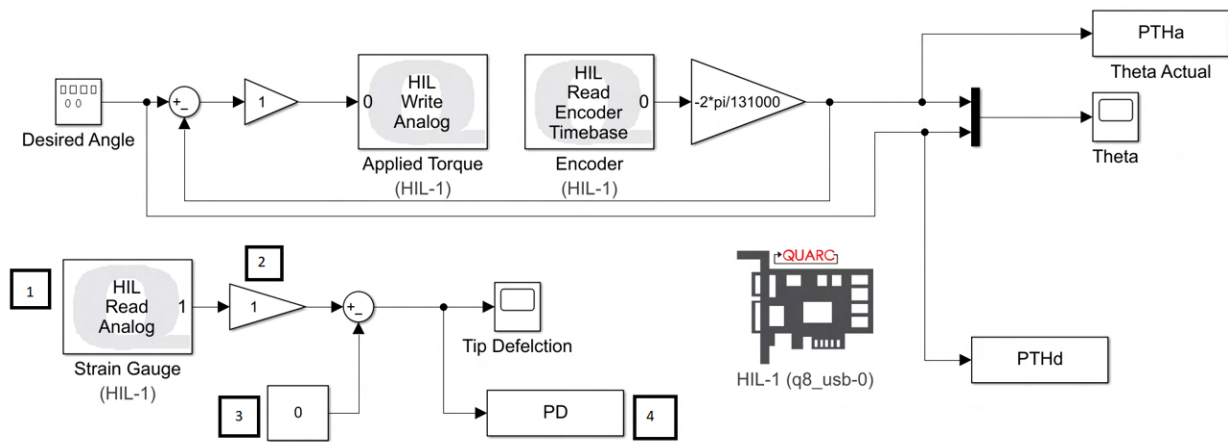 PTHa
Theta Actual
Desired Angle
+
-
1
0
HIL
Write
Analog
Applied Torque
(HIL-1)
HIL
Read
Encoder
Timebase
0
Encoder
(HIL-1)
-2*pi/131000
Theta
1
HIL
Read
Analog
1
Strain Gauge
(HIL-1)
2
1
+
-
Tip Defelction
3
0
PD
4
QUARC
HIL-1 (q8_usb-0)
PTHd